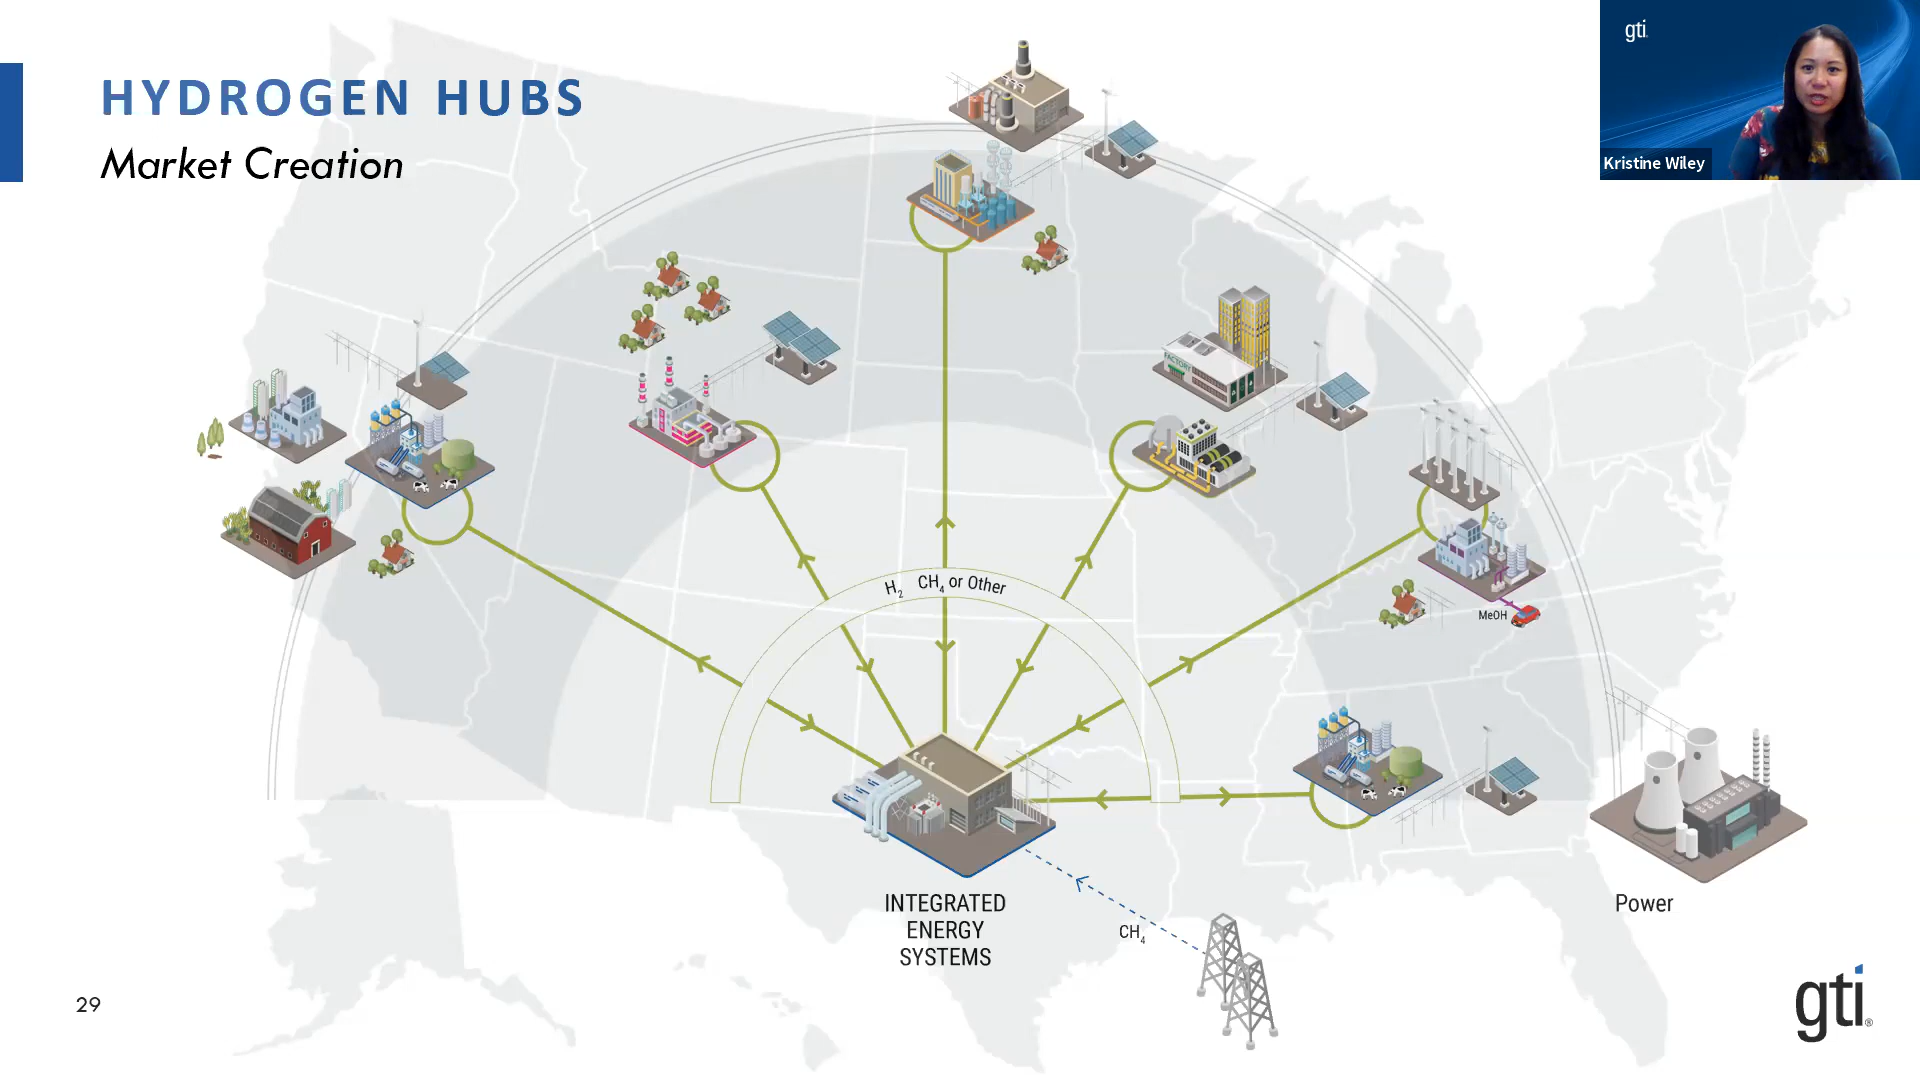 HYDROGEN HUBS
Market Creation
gti
Kristine Wiley
FACTORY
H2 CH4 or Other
MeOH
INTEGRATED
ENERGY
SYSTEMS
CH4
Power
29
gti®